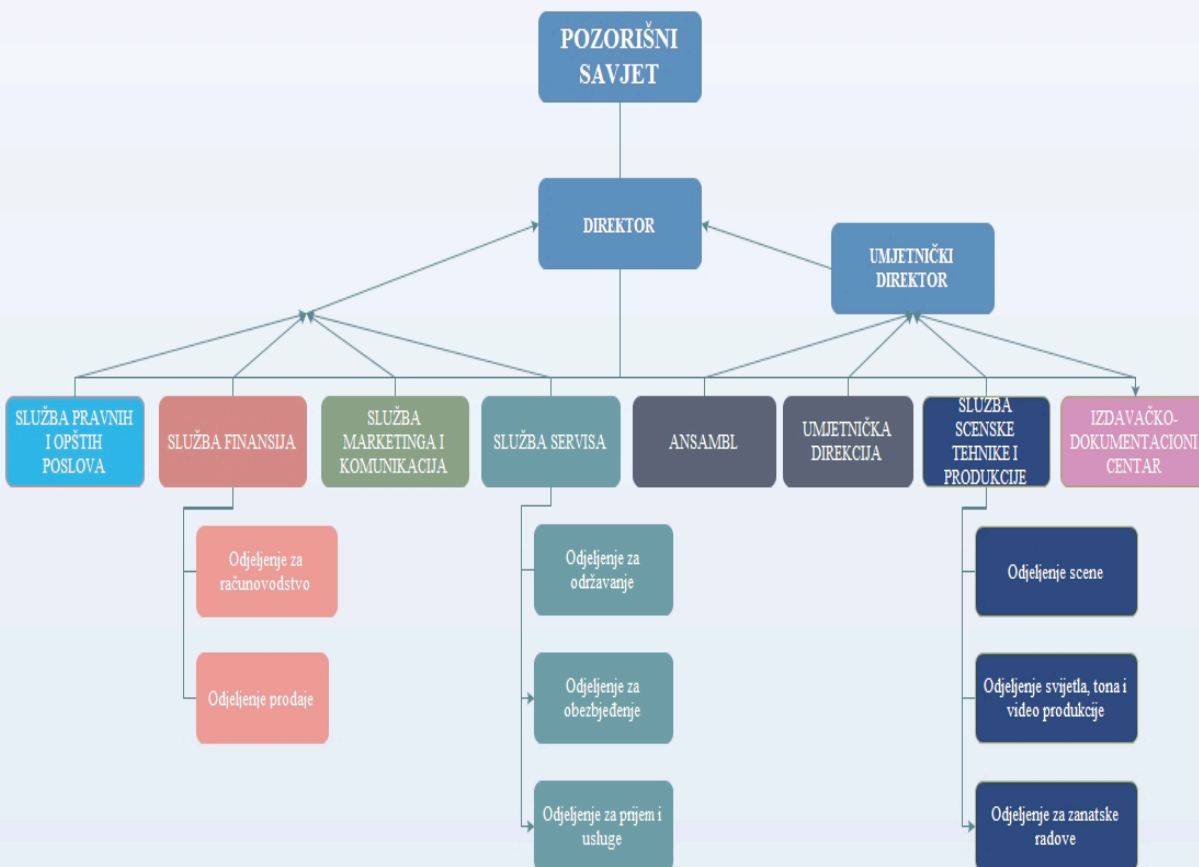 POZORIŠNI
SAVJET
DIREKTOR
UMJETNIČKI
DIREKTOR
SLUŽBA PRAVNIH
I OPŠTIH
POSLOVA
SLUŽBA FINANSIJA
SLUŽBA
MARKETINGA I
KOMUNIKACIJA
SLUŽBA SERVISA
ANSAMBL
UMJETNIČKA
DIREKCIJA
SLUŽBA
SCENSKE
TEHNIKE I
PRODUKCIJE
IZDAVAČKO-
DOKUMENTACIONI
CENTAR
Odjeljenje za
računovodstvo
Odjeljenje prodaje
Odjeljenje za
održavanje
Odjeljenje za
obezbjeđenje
Odjeljenje za prijem i
usluge
Odjeljenje scene
Odjeljenje svijetla, tona i
video produkcije
Odjeljenje za zanatske
radove